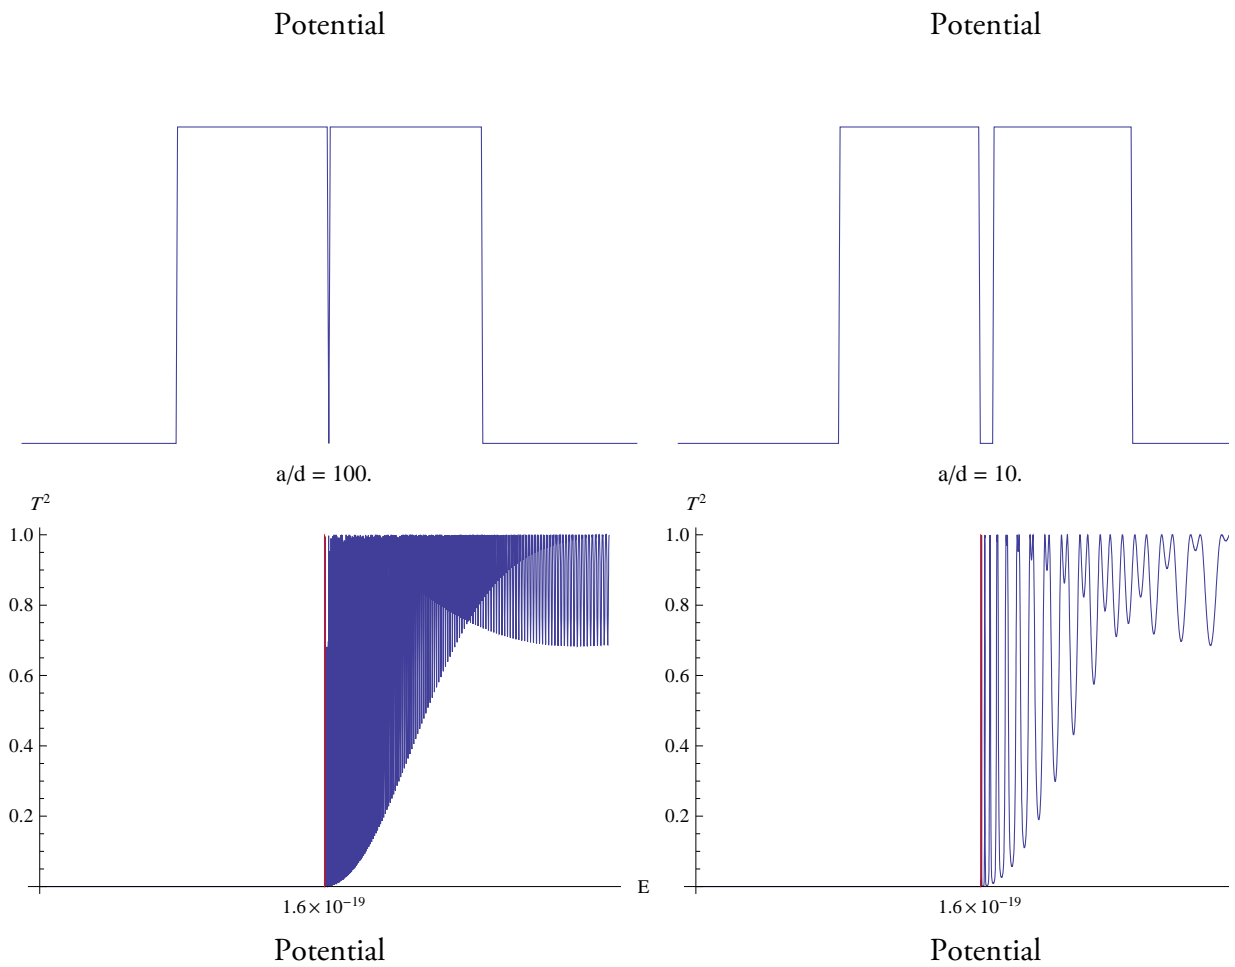 Potential
Potential
a/d = 100.
a/d = 10.
T²
1.0
0.8
0.6
0.4
0.2
1.6×10⁻¹⁹
E
T²
1.0
0.8
0.6
0.4
0.2
1.6×10⁻¹⁹
Potential
Potential